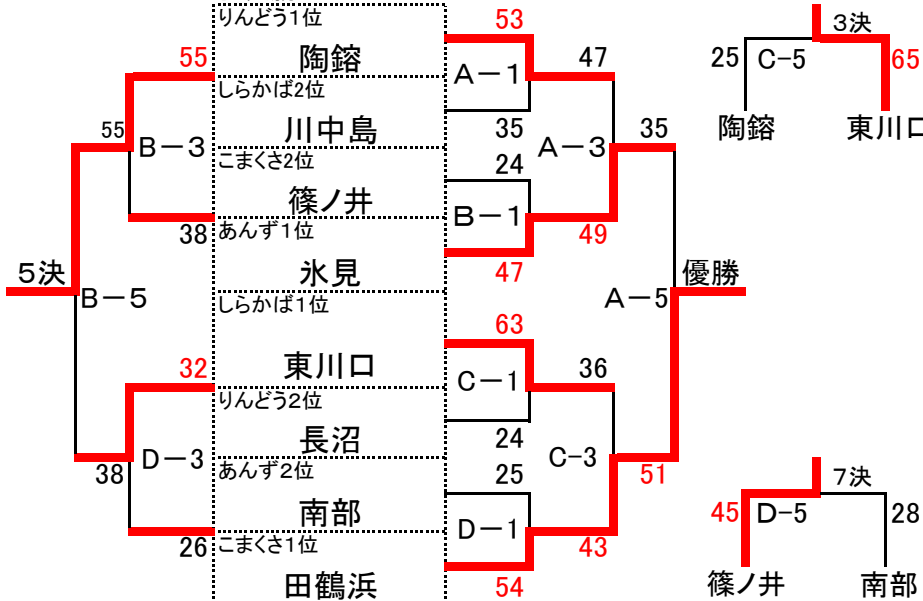 りんどう1位
53
3決
陶鎔
55
A－1
47
25
C-5
65
しらかば2位
陶鎔
東川口
55
川中島
35
35
B－3
こまくさ2位
24
A－3
篠ノ井
B－1
38
あんず1位
49
5決
氷見
47
優勝
B－5
しらかば1位
A－5
63
32
東川口
C－1
36
りんどう2位
長沼
24
38
D－3
あんず2位
25
C-3
51
7決
南部
45
D-5
28
26
こまくさ1位
D－1
43
田鶴浜
54
篠ノ井
南部